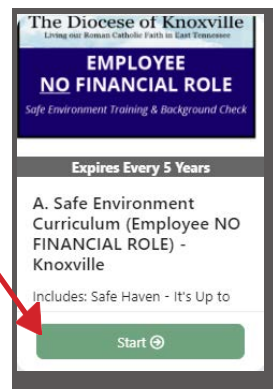 The Diocese of Knoxville
Living our Roman Catholic Faith in East Tennessee
EMPLOYEE
NO FINANCIAL ROLE
Safe Environment Training & Background Check
Expires Every 5 Years
A. Safe Environment
Curriculum (Employee NO
FINANCIAL ROLE) -
Knoxville
Includes: Safe Haven - It's Up to
Start